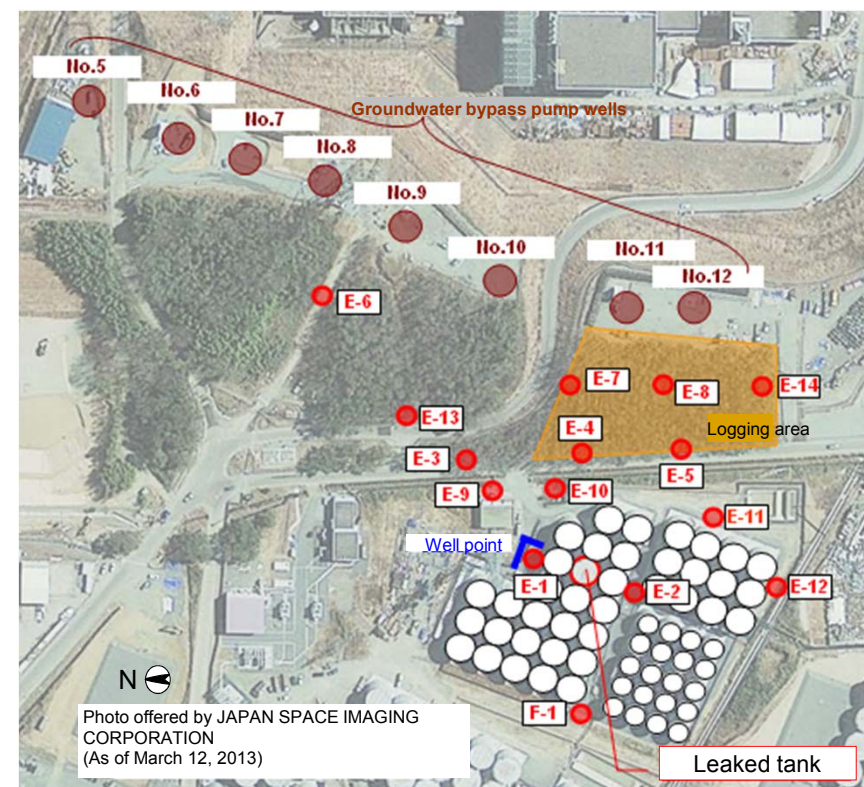 No.5
No.6
No.7
Groundwater bypass pump wells
No.8
No.9
No.10
No.11
No.12
E-6
E-7
E-8
E-14
E-13
Logging area
E-4
E-3
E-5
E-9
E-10
E-11
Well point
E-1
E-2
E-12
N
F-1
Photo offered by JAPAN SPACE IMAGING
CORPORATION
(As of March 12, 2013)
Leaked tank